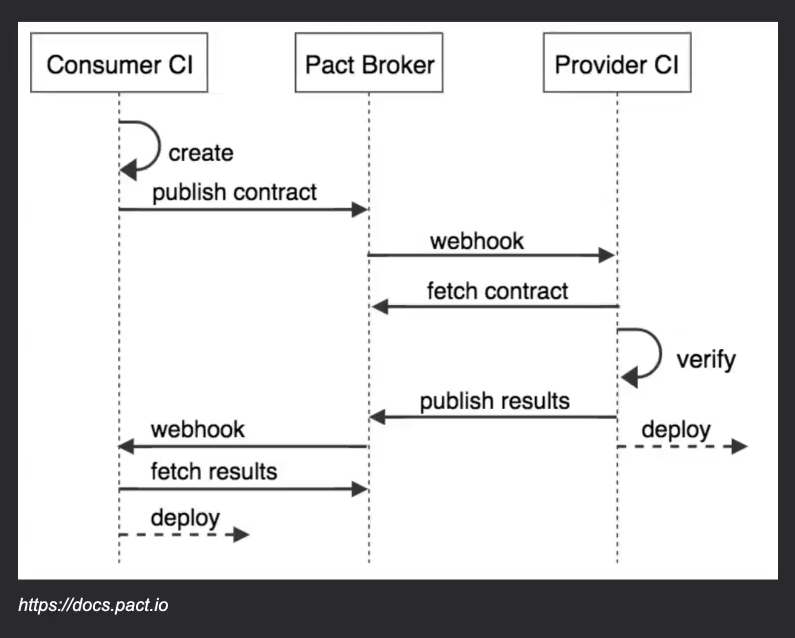 Consumer CI
Pact Broker
Provider CI
create
publish contract
webhook
fetch contract
verify
publish results
webhook
deploy
fetch results
deploy
https://docs.pact.io